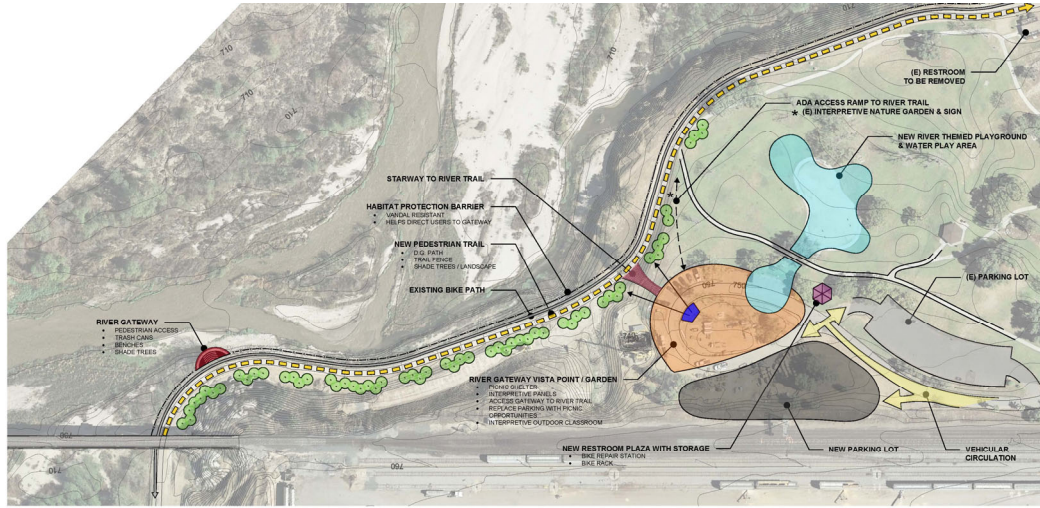 710
(E) RESTROOM
TO BE REMOVED
710
710
710
ADA ACCESS RAMP TO RIVER TRAIL
* (E) INTERPRETIVE NATURE GARDEN & SIGN
NEW RIVER THEMED PLAYGROUND
& WATER PLAY AREA
STARWAY TO RIVER TRAIL
HABITAT PROTECTION BARRIER
• VANDAL RESISTANT
• HELPS DIRECT USERS TO GATEWAY
NEW PEDESTRIAN TRAIL
• D.G. PATH
• TRAIL FENCE
• SHADE TREES / LANDSCAPE
EXISTING BIKE PATH
760
750
(E) PARKING LOT
RIVER GATEWAY
• PEDESTRIAN ACCESS
• TRASH CANS
• BENCHES
• SHADE TREES
RIVER GATEWAY VISTA POINT / GARDEN
• PICNIC SHELTER
• INTERPRETIVE PANELS
• ACCESS GATEWAY TO RIVER TRAIL
• REPLACE PARKING WITH PICNIC
OPPORTUNITIES
• INTERPRETIVE OUTDOOR CLASSROOM
NEW RESTROOM PLAZA WITH STORAGE
• BIKE REPAIR STATION
• BIKE RACK
NEW PARKING LOT
VEHICULAR
CIRCULATION
700
710
760